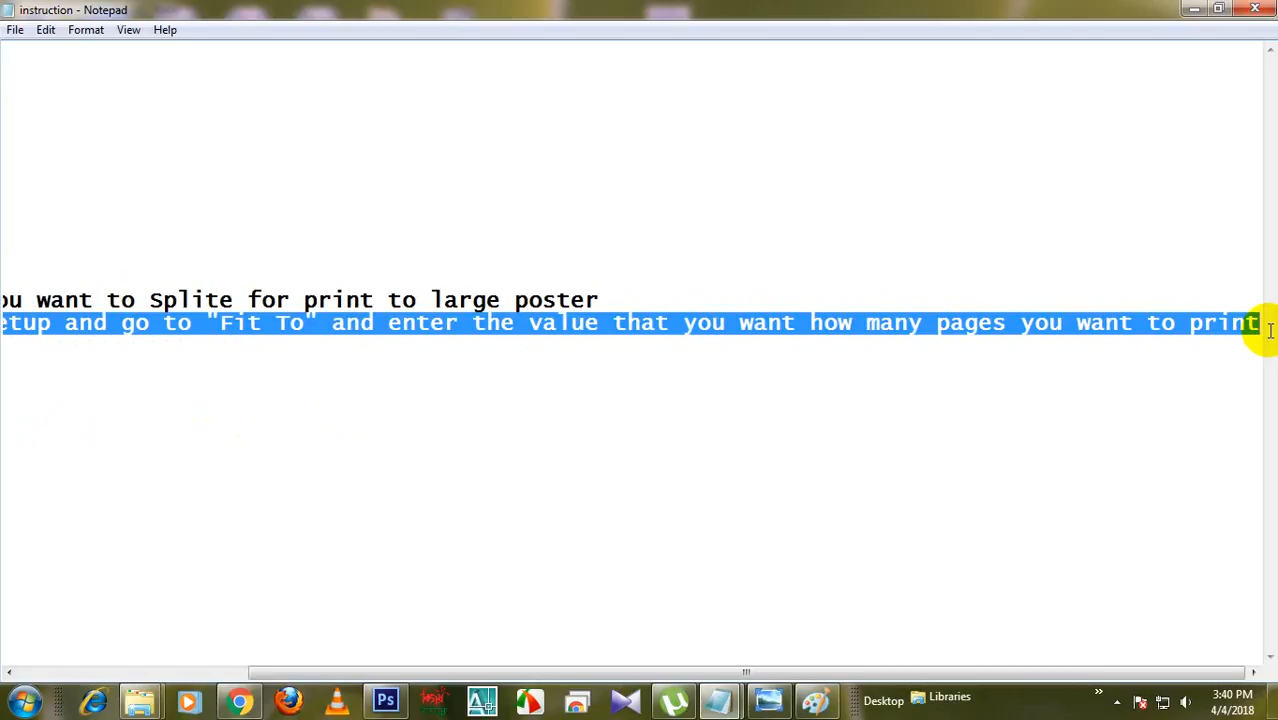 instruction - Notepad
File Edit Format View Help
ou want to Splite for print to large poster
etup and go to "Fit To" and enter the value that you want how many pages you want to print
Ps
Desktop
Libraries
»
3:40 PM
4/4/2018